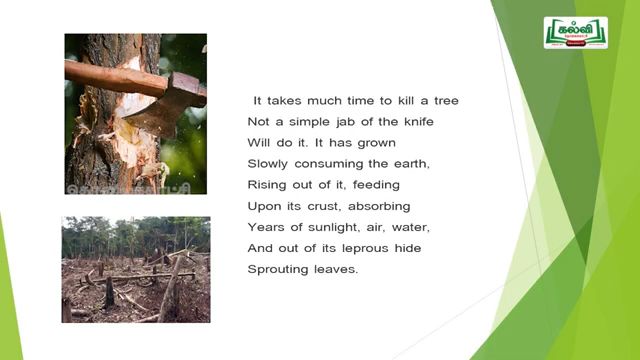 கல்வி
It takes much time to kill a tree
Not a simple jab of the knife
Will do it. It has grown
Slowly consuming the earth,
Rising out of it, feeding
Upon its crust, absorbing
Years of sunlight, air, water,
And out of its leprous hide
Sprouting leaves.